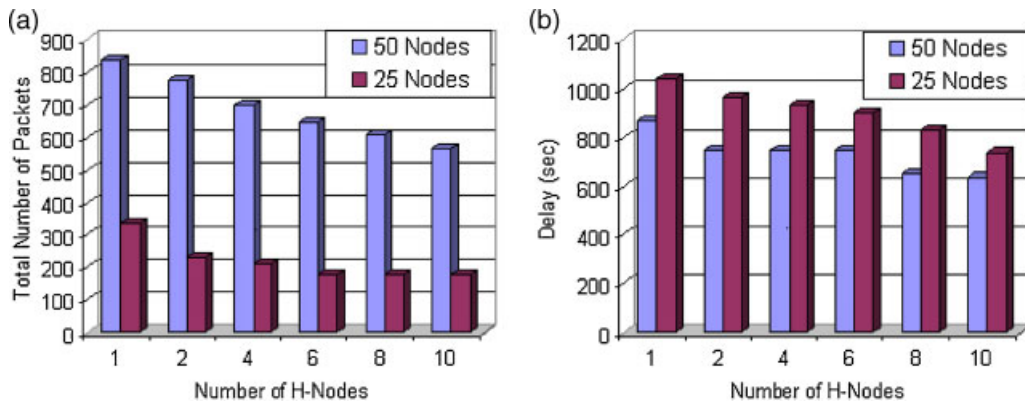 (a)
Total Number of Packets
900
800
700
600
500
400
300
200
100
0
50 Nodes
25 Nodes
1 2 4 6 8 10
Number of H-Nodes
(b)
Delay (sec)
1200
1000
800
600
400
200
0
50 Nodes
25 Nodes
1 2 4 6 8 10
Number of H-Nodes